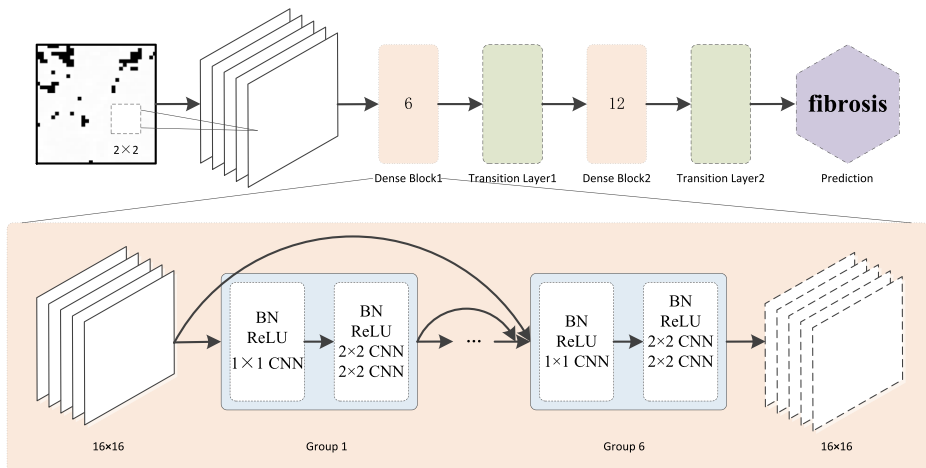 2×2
6
12
fibrosis
Dense Block1
Transition Layer1
Dense Block2
Transition Layer2
Prediction
BN
ReLU
1×1 CNN
BN
ReLU
2×2 CNN
2×2 CNN
...
BN
ReLU
1×1 CNN
BN
ReLU
2×2 CNN
2×2 CNN
16×16
Group 1
Group 6
16×16